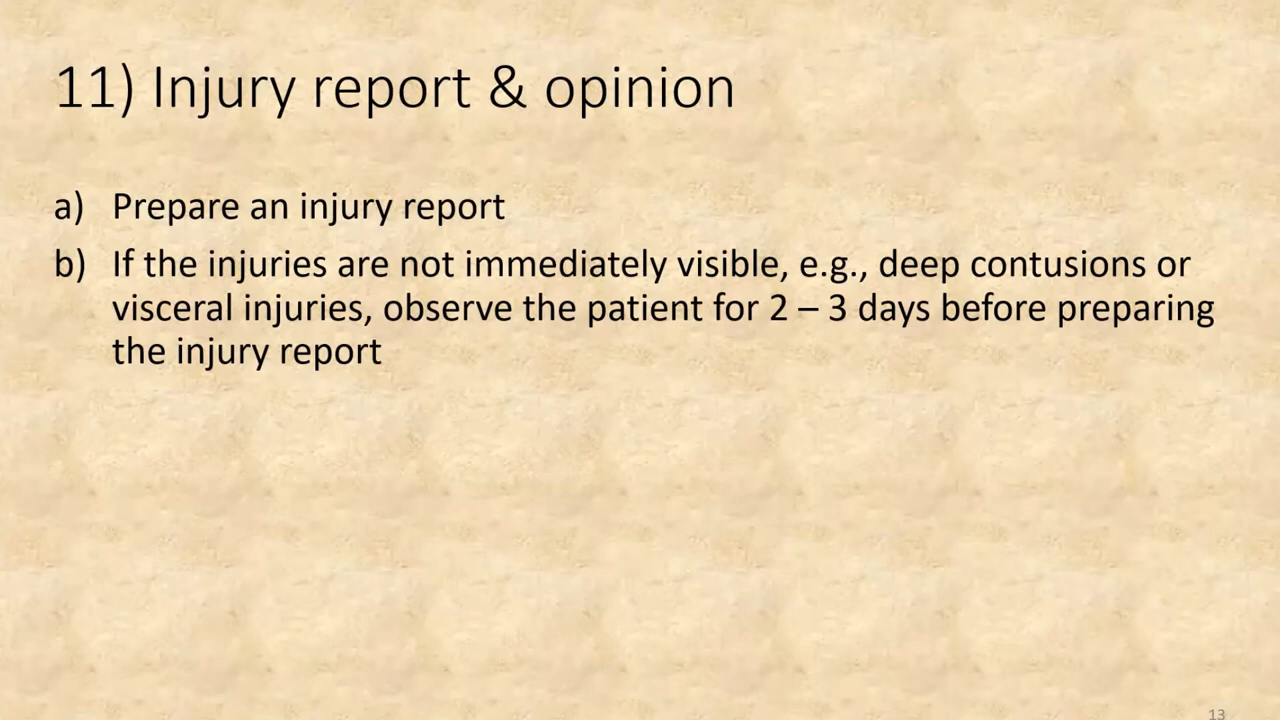 11) Injury report & opinion
a) Prepare an injury report
b) If the injuries are not immediately visible, e.g., deep contusions or
visceral injuries, observe the patient for 2 – 3 days before preparing
the injury report
13